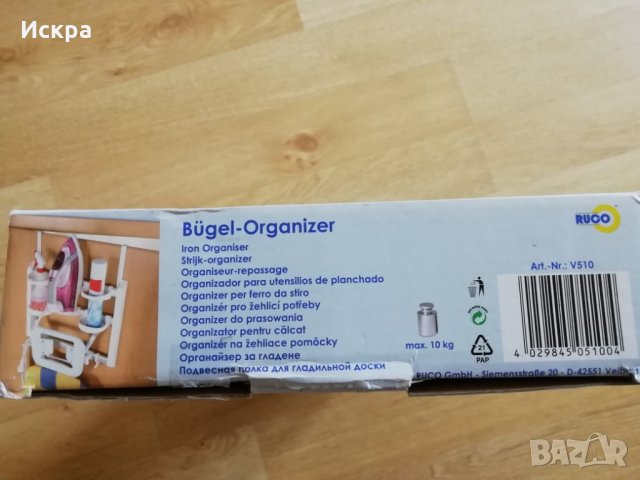 Искра
Bügel-Organizer
Iron Organiser
Strijk-organizer
Organiseur-repassage
Organizador para utensilios de planchado
Organizer per ferro da stiro
Organizér pro žehlicí potřeby
Organizer do prasowania
Organizator pentru călcat
Organizér na žehliace pomôcky
Органайзер за гладене
Подвесная полка для гладильной доски
max. 10 kg
RUCO
Art.-Nr.: V510
21
PAP
4 029845 051004
RUCO GmbH - Siemensstraße 20 - D-42551
bazar